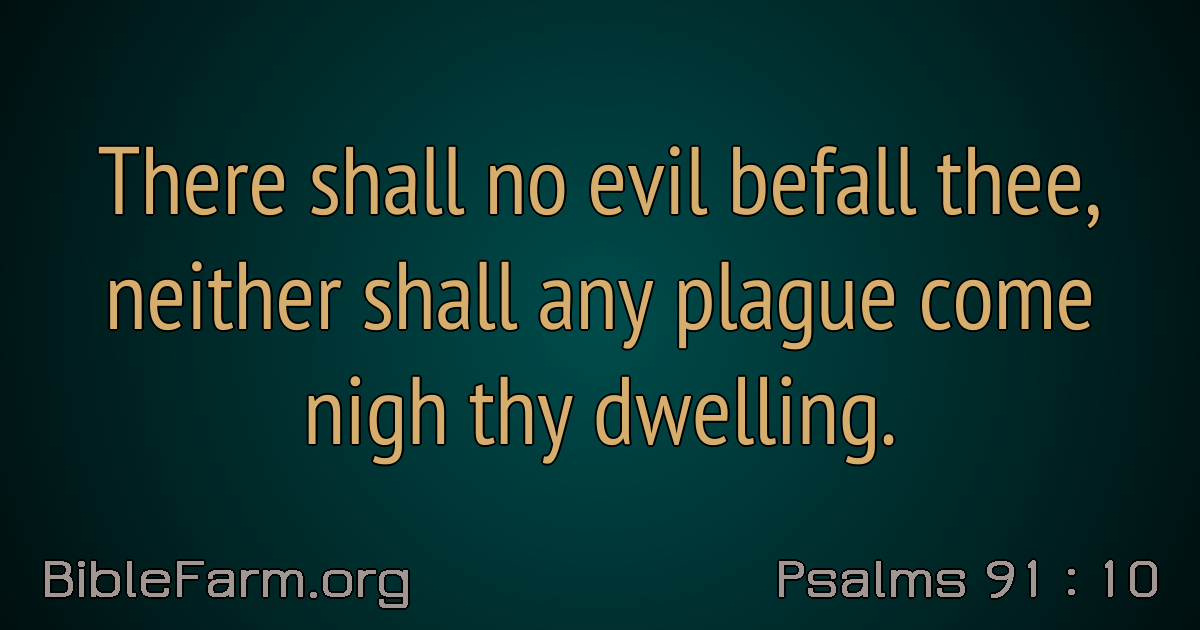 There shall no evil befall thee,
neither shall any plague come
nigh thy dwelling.
BibleFarm.org
Psalms 91 : 10